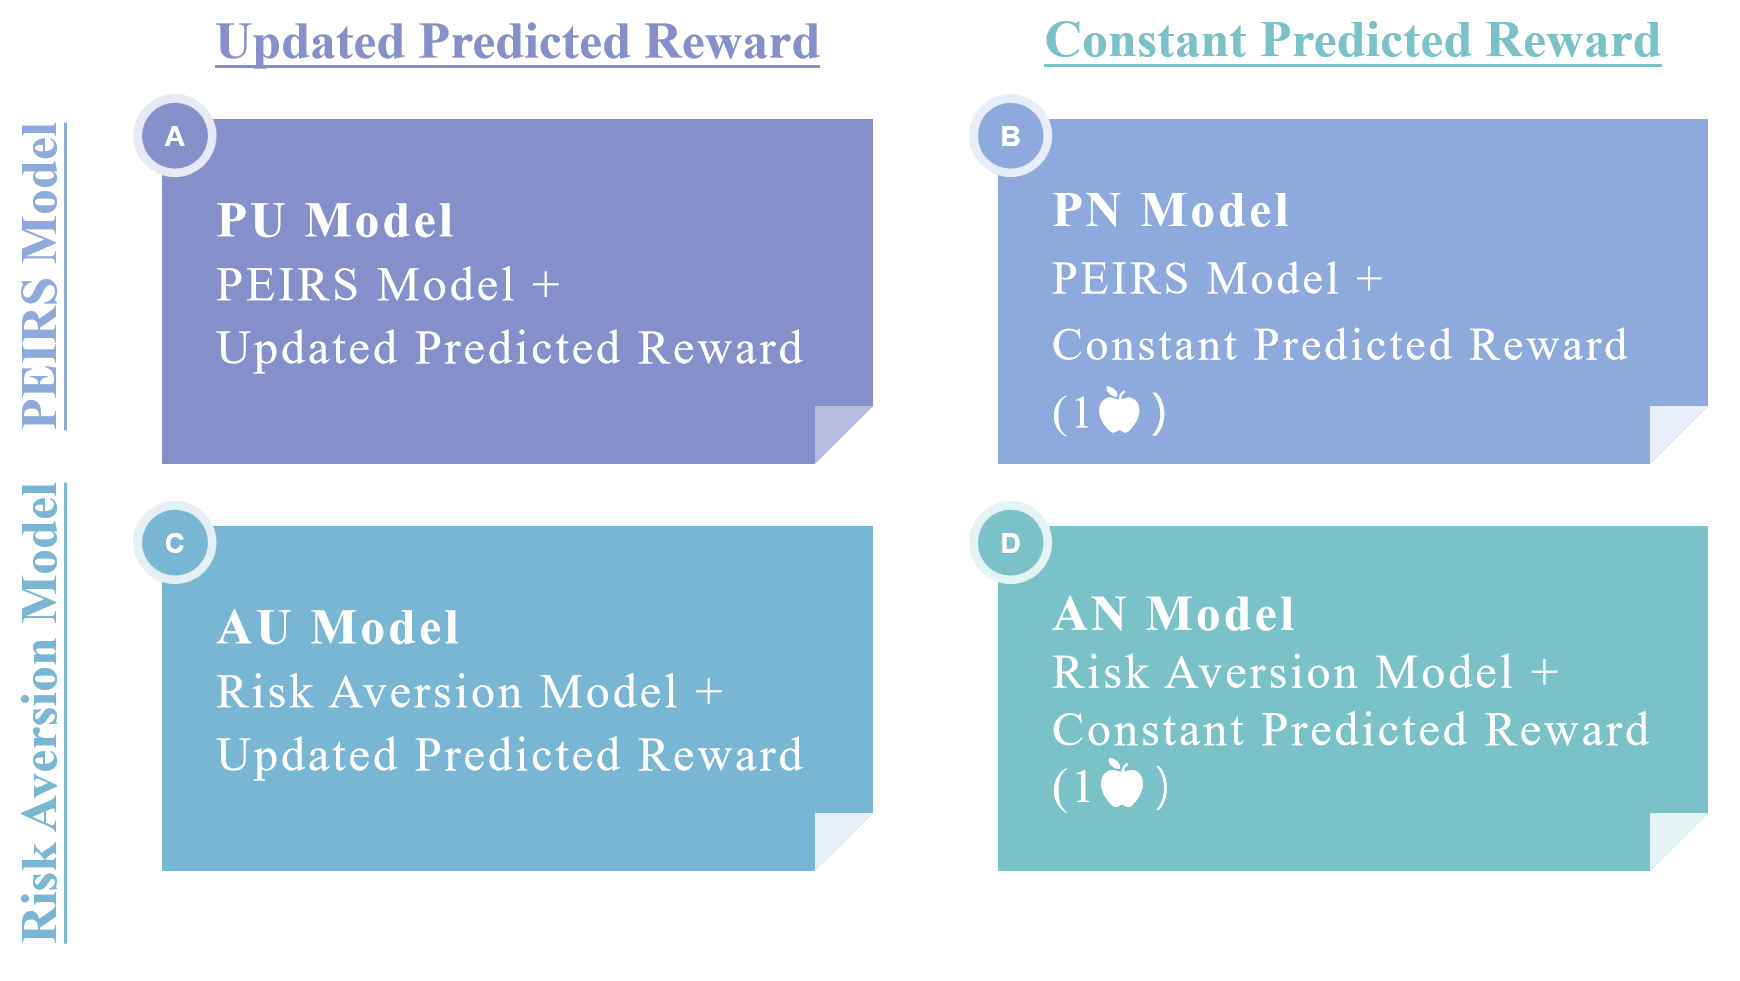 Updated Predicted Reward
Constant Predicted Reward
PEIRS Model
A
PU Model
PEIRS Model +
Updated Predicted Reward
B
PN Model
PEIRS Model +
Constant Predicted Reward
(1 )
Risk Aversion Model
C
AU Model
Risk Aversion Model +
Updated Predicted Reward
D
AN Model
Risk Aversion Model +
Constant Predicted Reward
(1 )